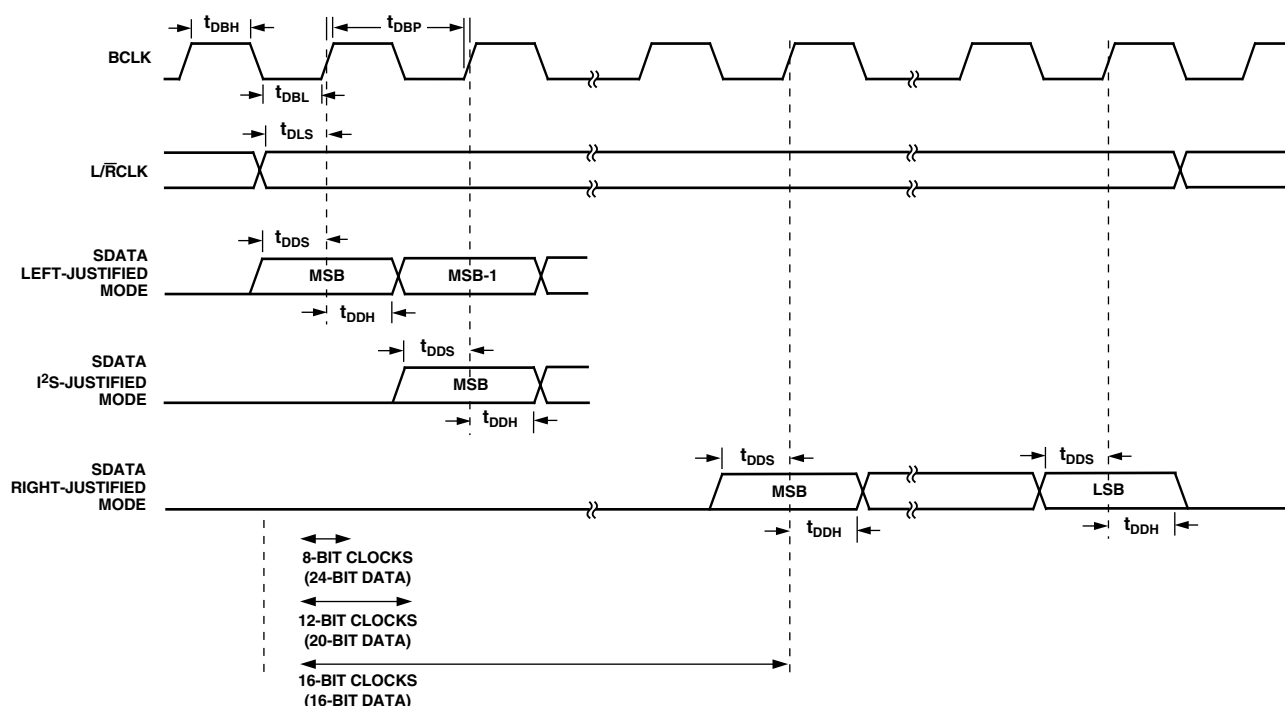 tDBH
tDBP
BCLK
tDBL
tDLS
L/R̅CLK
tDDS
SDATA
LEFT-JUSTIFIED
MODE
MSB
MSB-1
tDDH
SDATA
I²S-JUSTIFIED
MODE
tDDS
MSB
tDDH
SDATA
RIGHT-JUSTIFIED
MODE
tDDS
tDDS
MSB
LSB
tDDH
tDDH
8-BIT CLOCKS
(24-BIT DATA)
12-BIT CLOCKS
(20-BIT DATA)
16-BIT CLOCKS
(16-BIT DATA)